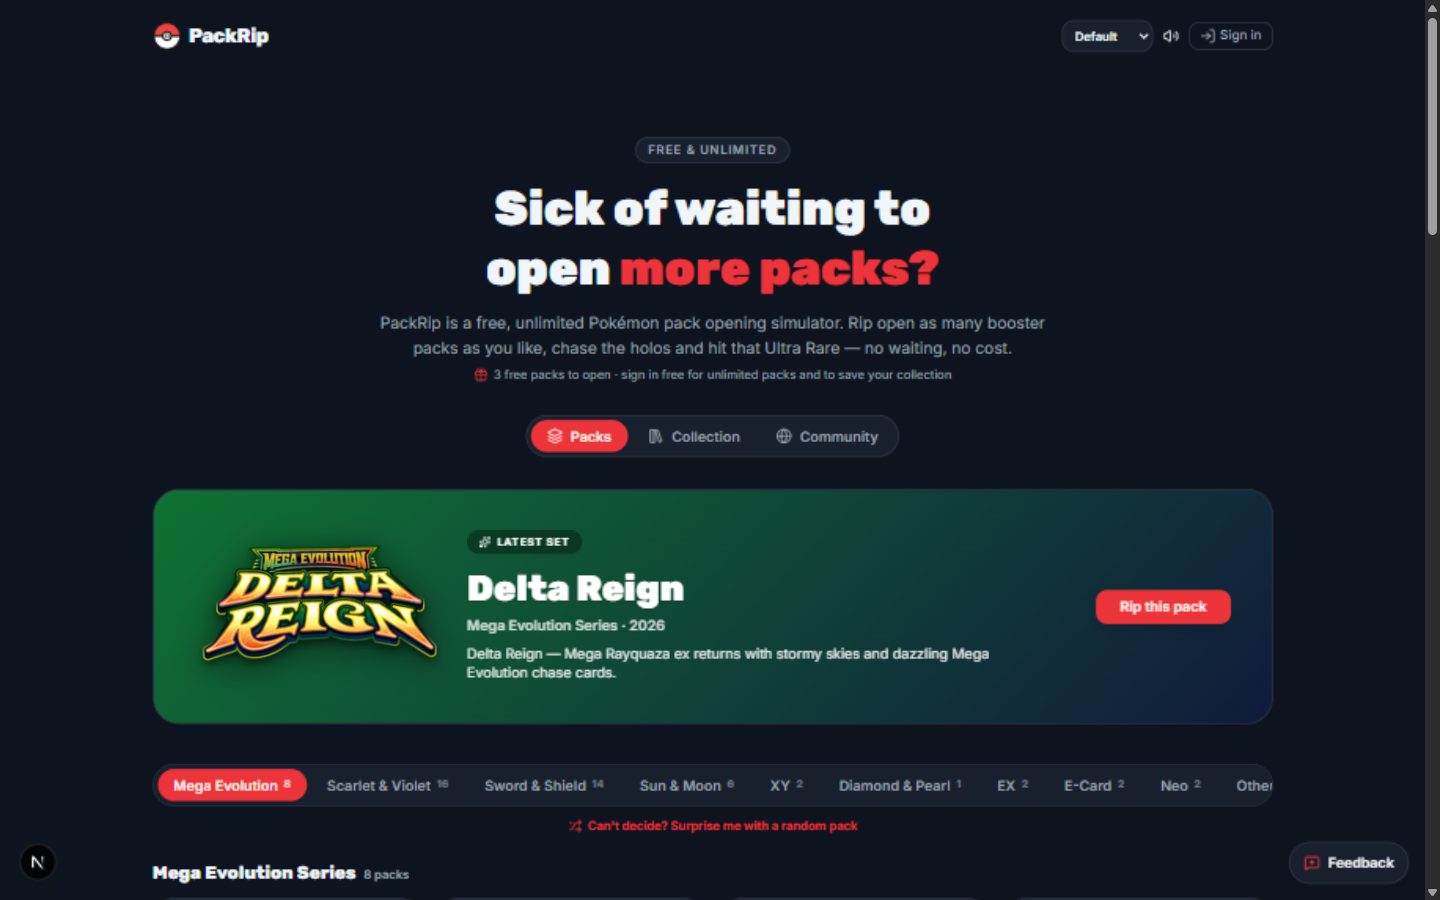 PackRip
Default
Sign in
FREE & UNLIMITED
Sick of waiting to
open more packs?
PackRip is a free, unlimited Pokémon pack opening simulator. Rip open as many booster
packs as you like, chase the holos and hit that Ultra Rare — no waiting, no cost.
3 free packs to open · sign in free for unlimited packs and to save your collection
Packs
Collection
Community
MEGA EVOLUTION
DELTA
REIGN
LATEST SET
Delta Reign
Mega Evolution Series · 2026
Delta Reign — Mega Rayquaza ex returns with stormy skies and dazzling Mega
Evolution chase cards.
Rip this pack
Mega Evolution 8
Scarlet & Violet 16
Sword & Shield 14
Sun & Moon 6
XY 2
Diamond & Pearl 1
EX 2
E-Card 2
Neo 2
Other
Can't decide? Surprise me with a random pack
Mega Evolution Series 8 packs
N
Feedback